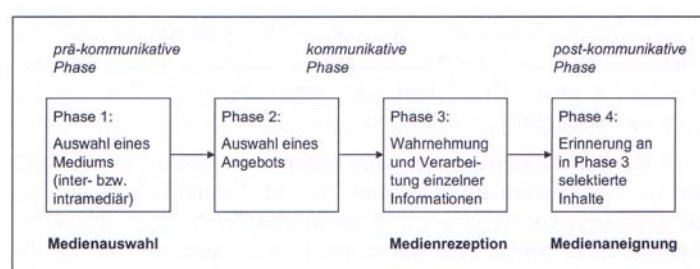 prä-kommunikative
Phase
kommunikative
Phase
post-kommunikative
Phase
Phase 1:
Auswahl eines
Mediums
(inter- bzw.
intramediär)
Phase 2:
Auswahl eines
Angebots
Phase 3:
Wahrnehmung
und Verarbei-
tung einzelner
Informationen
Phase 4:
Erinnerung an
in Phase 3
selektierte
Inhalte
Medienauswahl
Medienrezeption
Medienaneignung